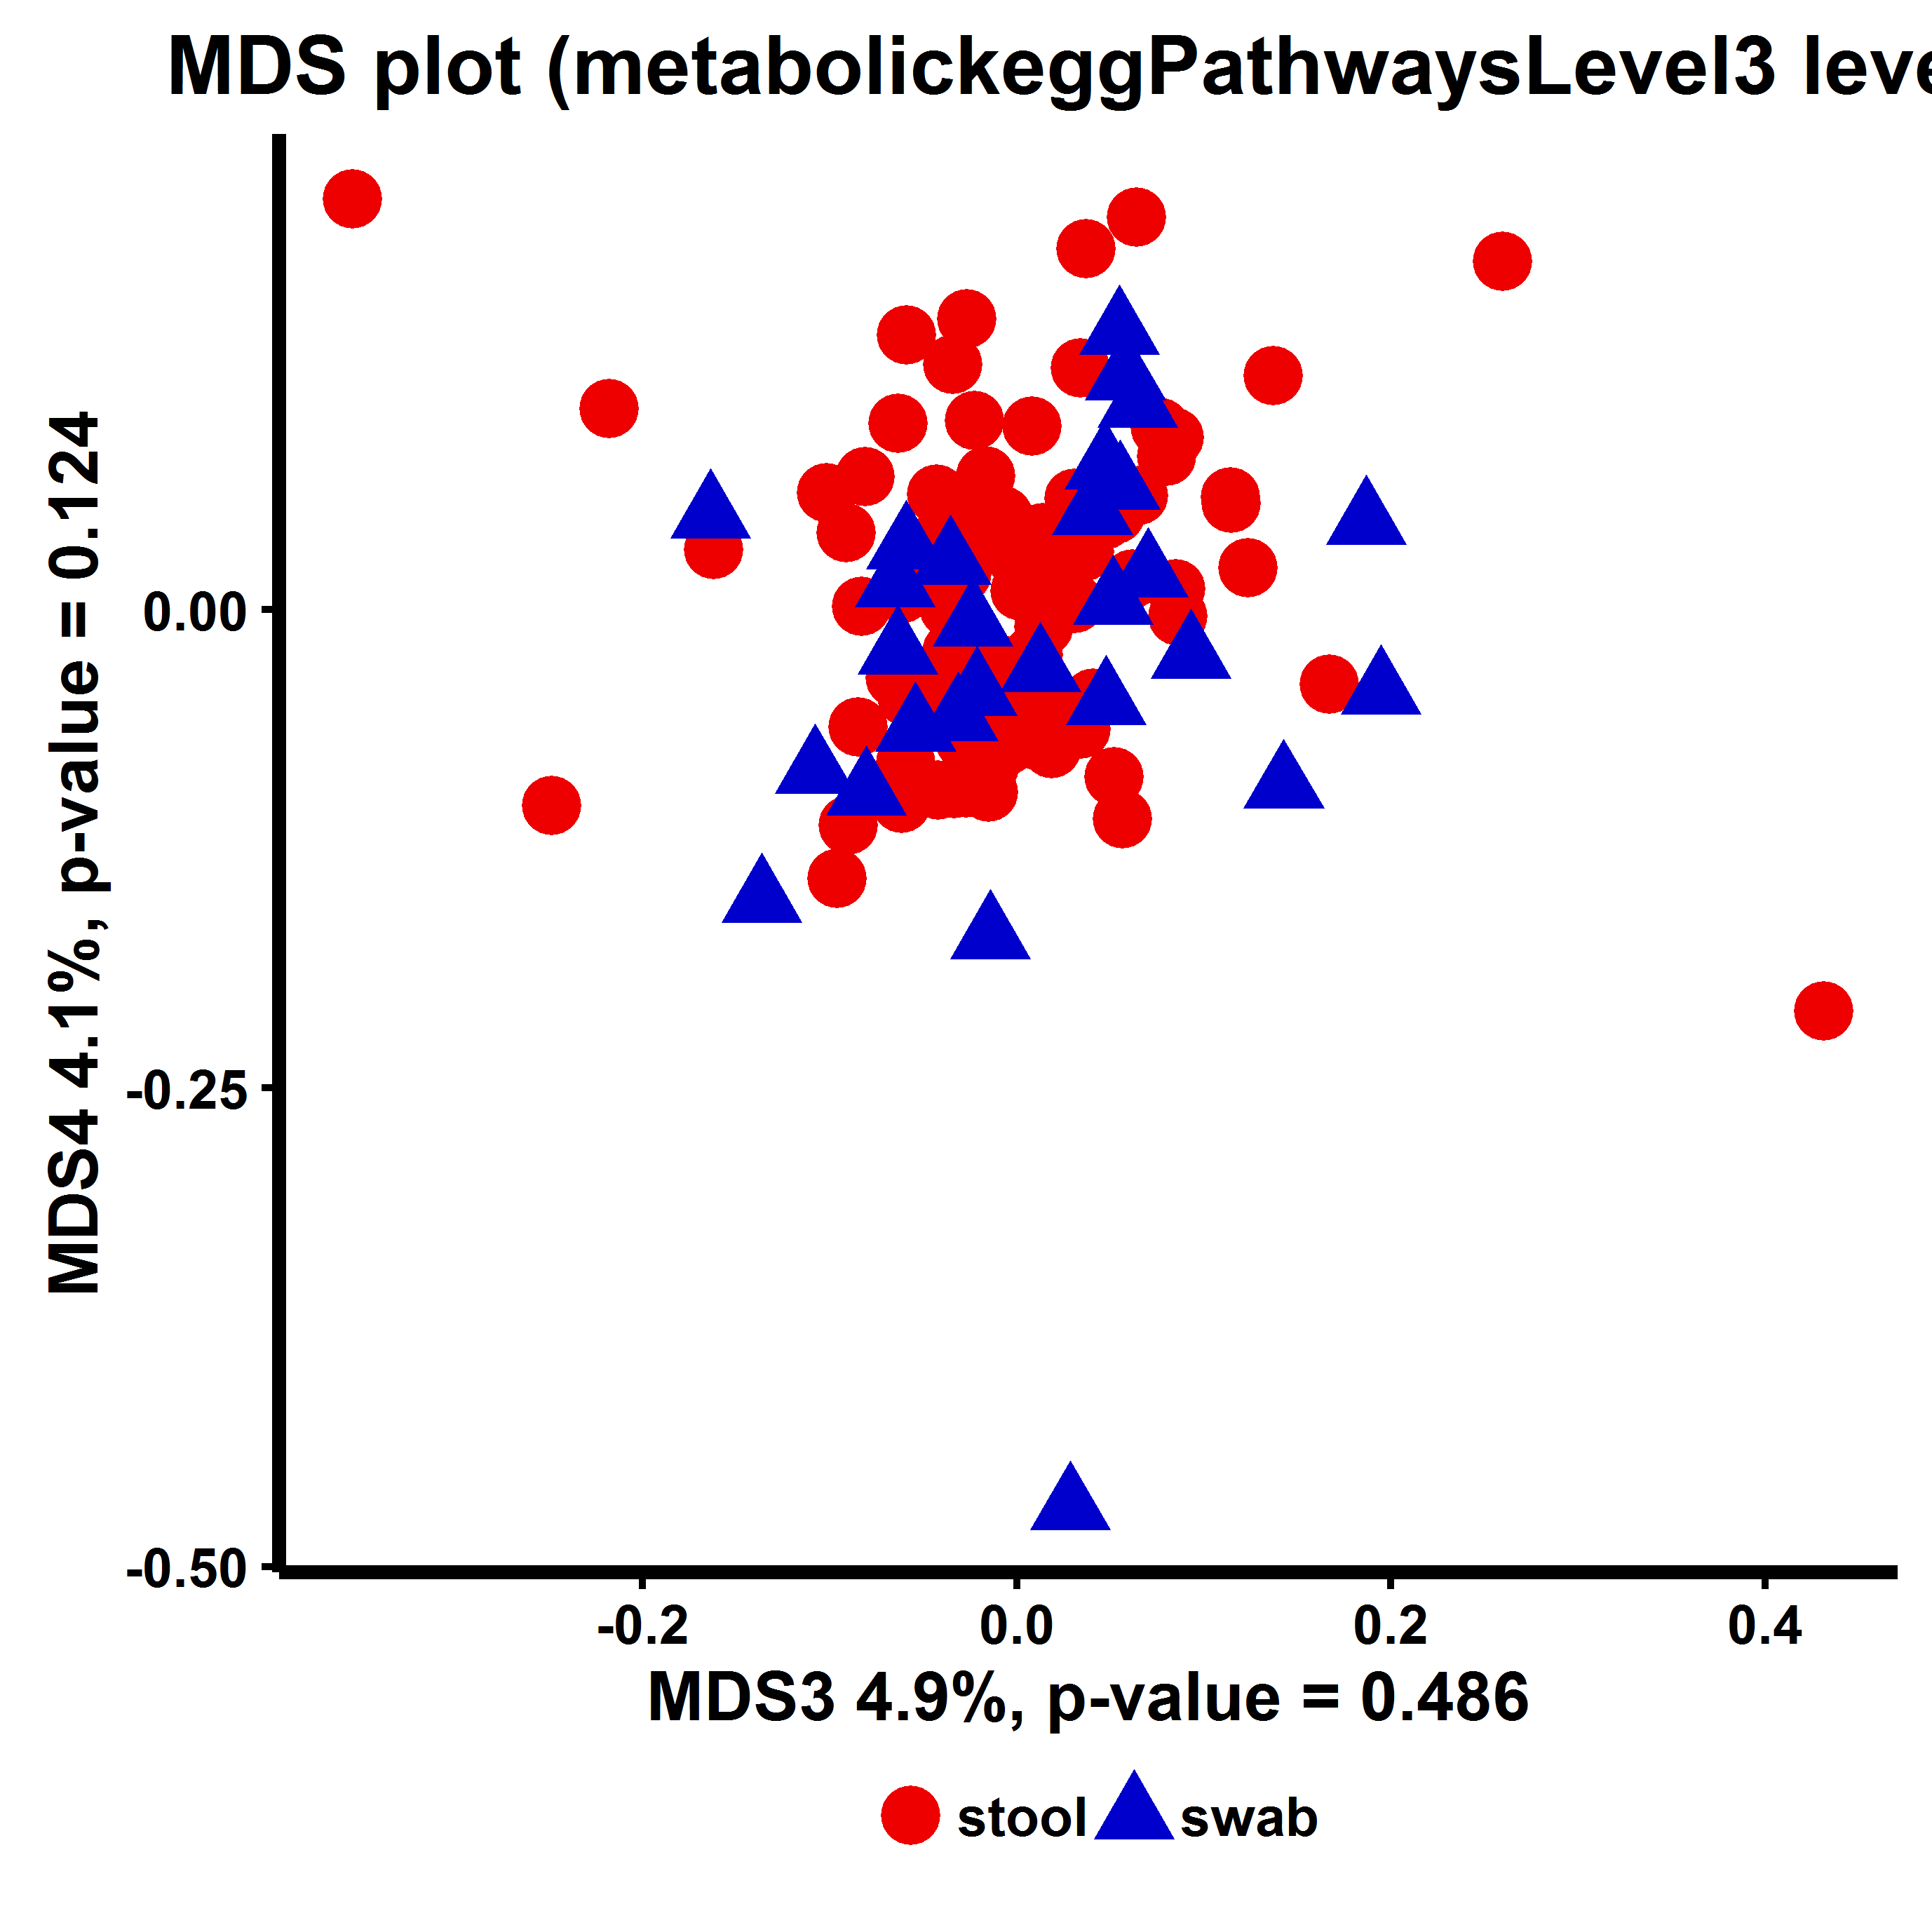 MDS plot (metabolickeggPathwaysLevel3 leve
MDS4 4.1%, p-value = 0.124
0.00
-0.25
-0.50
-0.2 0.0 0.2 0.4
MDS3 4.9%, p-value = 0.486
stool swab